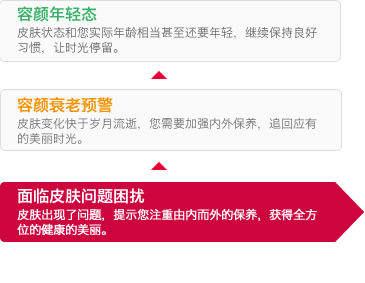 容颜年轻态
皮肤状态和您实际年龄相当甚至还要年轻，继续保持良好
习惯，让时光停留。
容颜衰老预警
皮肤变化快于岁月流逝，您需要加强内外保养，追回应有
的美丽时光。
面临皮肤问题困扰
皮肤出现了问题，提示您注重由内而外的保养，获得全方
位的健康的美丽。